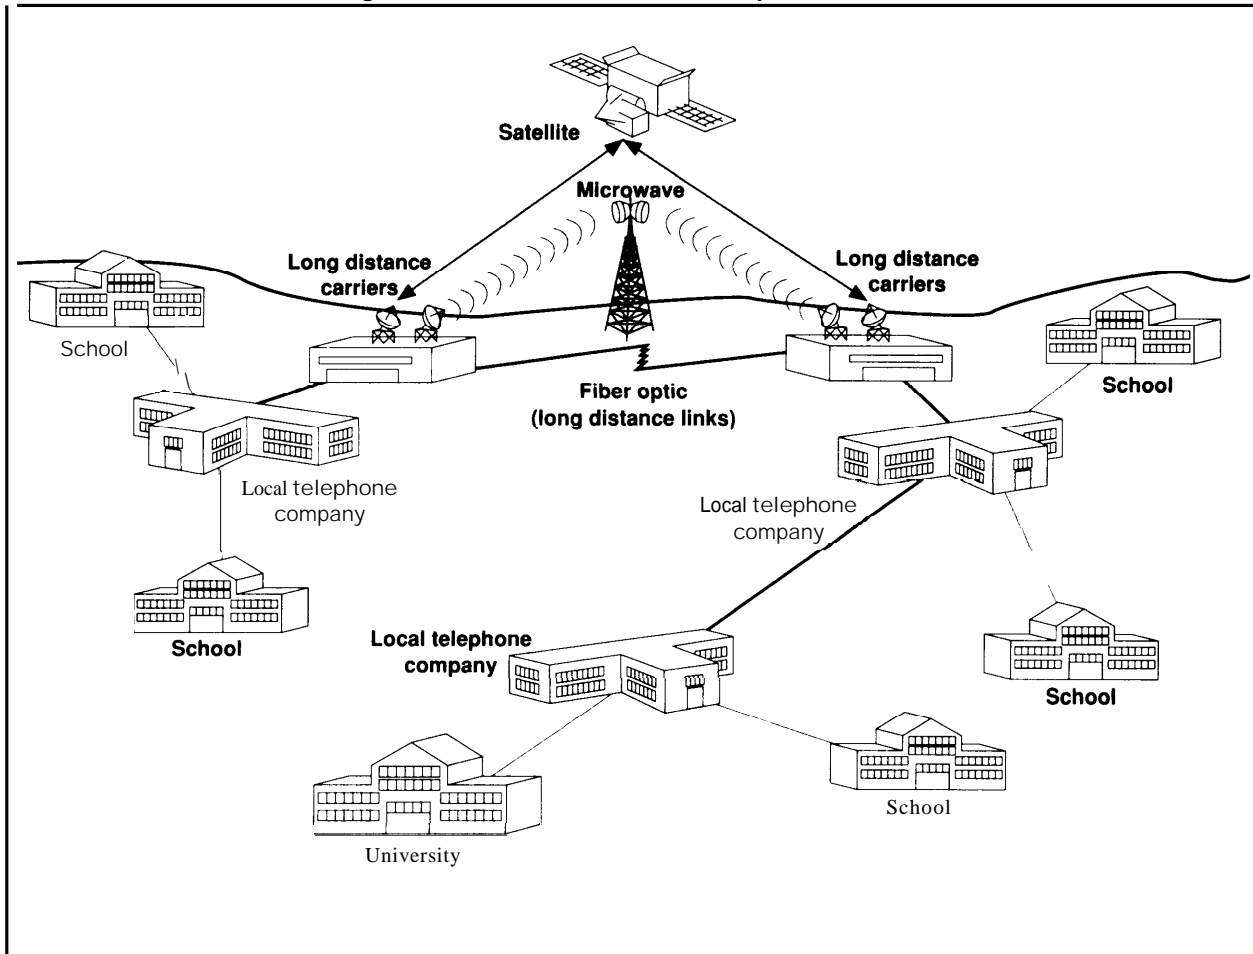 Satellite
Microwave
Long distance
carriers
Long distance
carriers
School
School
Fiber optic
(long distance links)
Local telephone
company
Local telephone
company
School
Local telephone
company
School
School
University